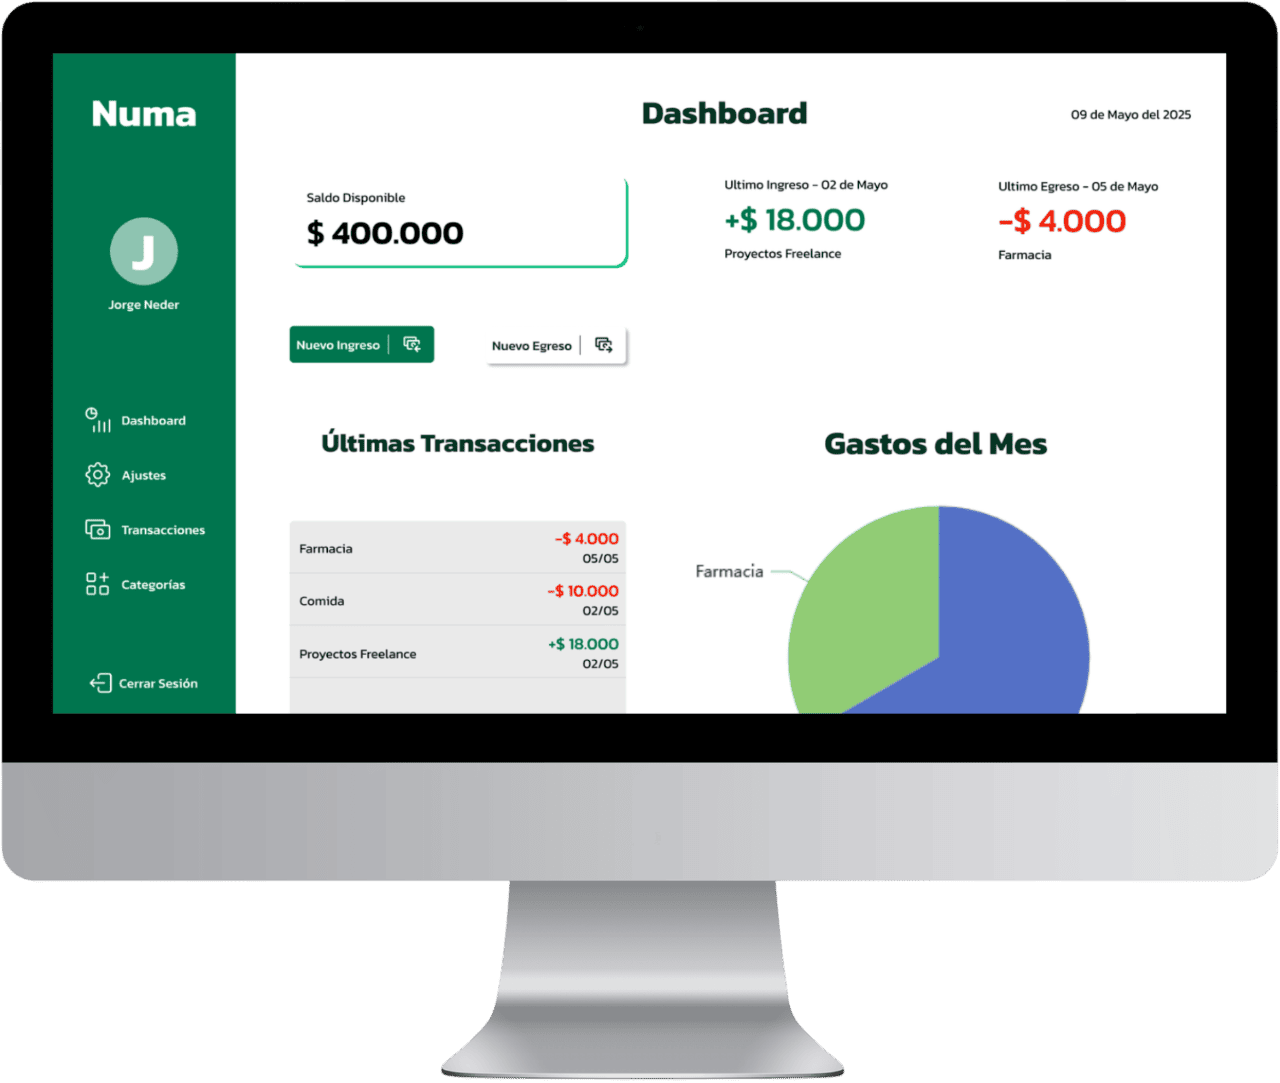 Numa
J
Jorge Neder
Dashboard
Ajustes
Transacciones
Categorías
Cerrar Sesión
Dashboard
09 de Mayo del 2025
Saldo Disponible
$ 400.000
Ultimo Ingreso - 02 de Mayo
+$ 18.000
Proyectos Freelance
Ultimo Egreso - 05 de Mayo
-$ 4.000
Farmacia
Nuevo Ingreso
Nuevo Egreso
Últimas Transacciones
Farmacia
-$ 4.000
05/05
Comida
-$ 10.000
02/05
Proyectos Freelance
+$ 18.000
02/05
Gastos del Mes
Farmacia